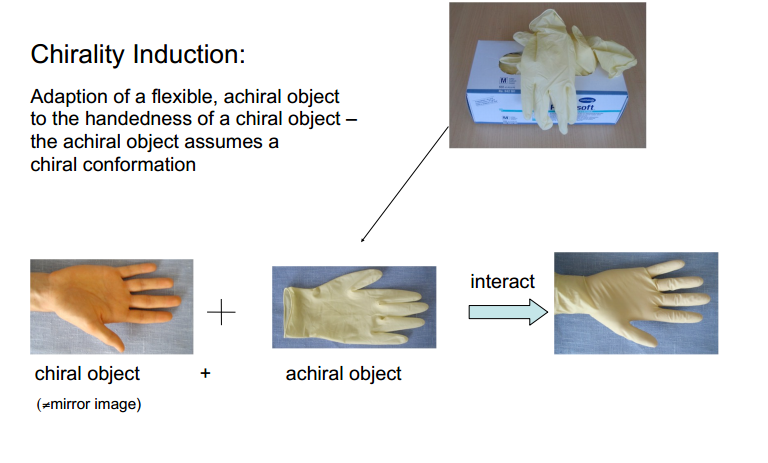 Chirality Induction:
Adaption of a flexible, achiral object
to the handedness of a chiral object –
the achiral object assumes a
chiral conformation
M
soft
interact
chiral object + achiral object
(≠mirror image)